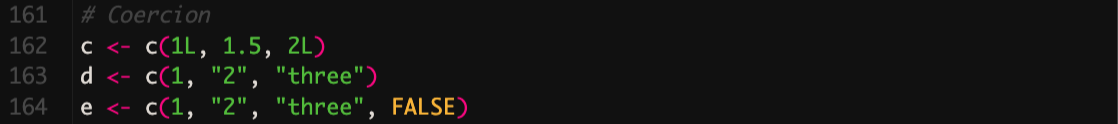 161 # Coercion
162 c <- c(1L, 1.5, 2L)
163 d <- c(1, "2", "three")
164 e <- c(1, "2", "three", FALSE)